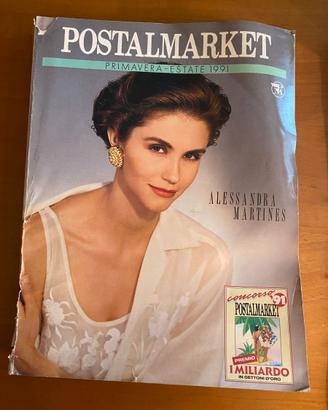 POSTALMARKET
PRIMAVERA-ESTATE 1991
ALESSANDRA
MARTINES
concorso '91
POSTALMARKET
PREMIO
1 MILIARDO
IN GETTONI D'ORO